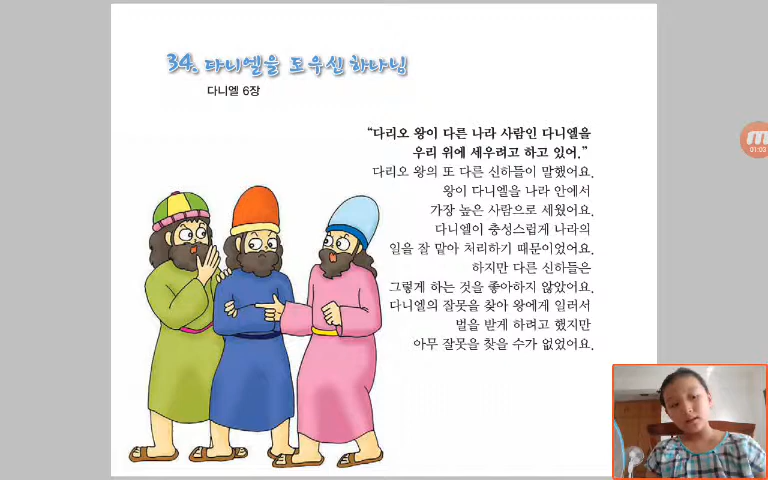 34. 다니엘을 도우신 하나님
다니엘 6장
“다리오 왕이 다른 나라 사람인 다니엘을
우리 위에 세우려고 하고 있어.”
다리오 왕의 또 다른 신하들이 말했어요.
왕이 다니엘을 나라 안에서
가장 높은 사람으로 세웠어요.
다니엘이 충성스럽게 나라의
일을 잘 맡아 처리하기 때문이었어요.
하지만 다른 신하들은
그렇게 하는 것을 좋아하지 않았어요.
다니엘의 잘못을 찾아 왕에게 일러서
벌을 받게 하려고 했지만
아무 잘못을 찾을 수가 없었어요.
m
01:03